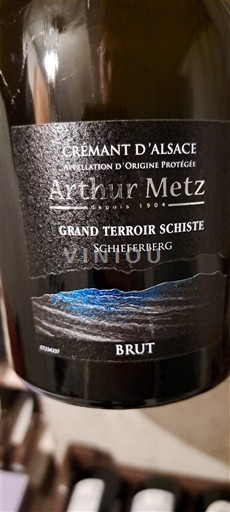 CRÉMANT D'ALSACE
APPELLATION D'ORIGINE PROTÉGÉE
Arthur Metz
depuis 1904
GRAND TERROIR SCHISTE
SCHIEFERBERG
VINIOU
BRUT